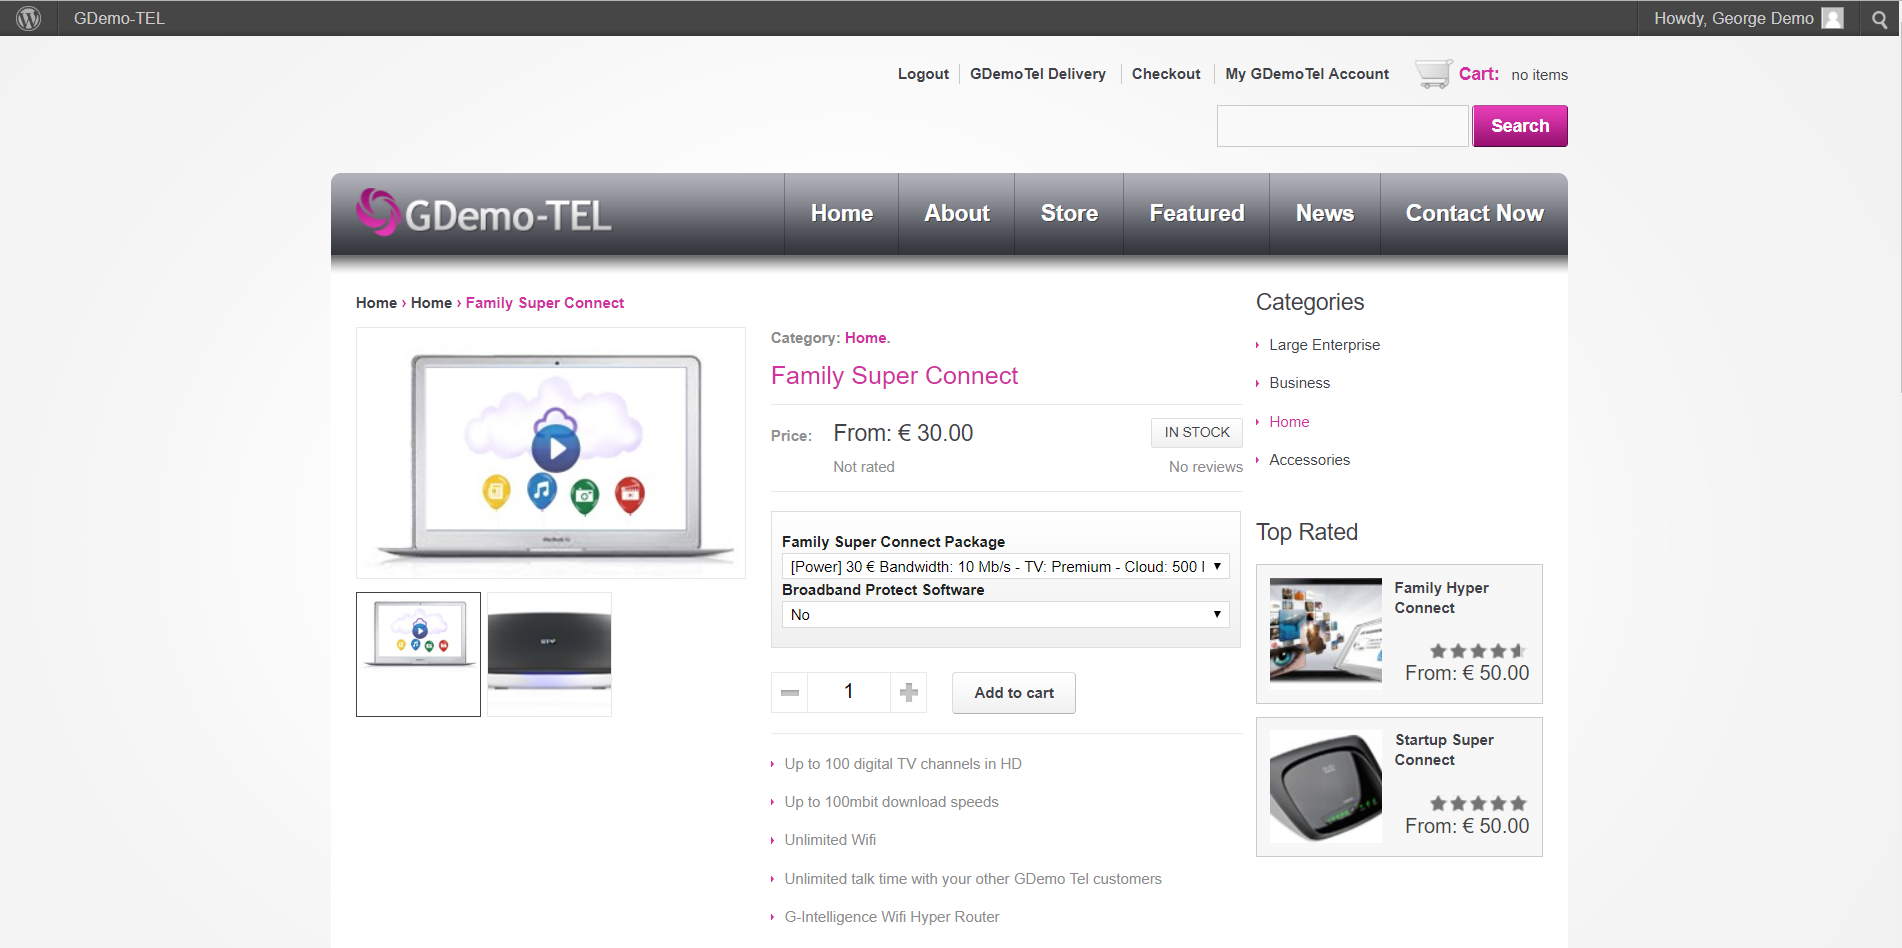 GDemo-TEL
Howdy, George Demo
Logout
GDemoTel Delivery
Checkout
My GDemoTel Account
Cart: no items
Search
GDemo-TEL
Home
About
Store
Featured
News
Contact Now
Home › Home › Family Super Connect
Category: Home.
Family Super Connect
Price: From: € 30.00
IN STOCK
Not rated
No reviews
Family Super Connect Package
[Power] 30 € Bandwidth: 10 Mb/s - TV: Premium - Cloud: 500
Broadband Protect Software
No
1
Add to cart
Up to 100 digital TV channels in HD
Up to 100mbit download speeds
Unlimited Wifi
Unlimited talk time with your other GDemo Tel customers
G-Intelligence Wifi Hyper Router
Categories
Large Enterprise
Business
Home
Accessories
Top Rated
Family Hyper
Connect
From: € 50.00
Startup Super
Connect
From: € 50.00